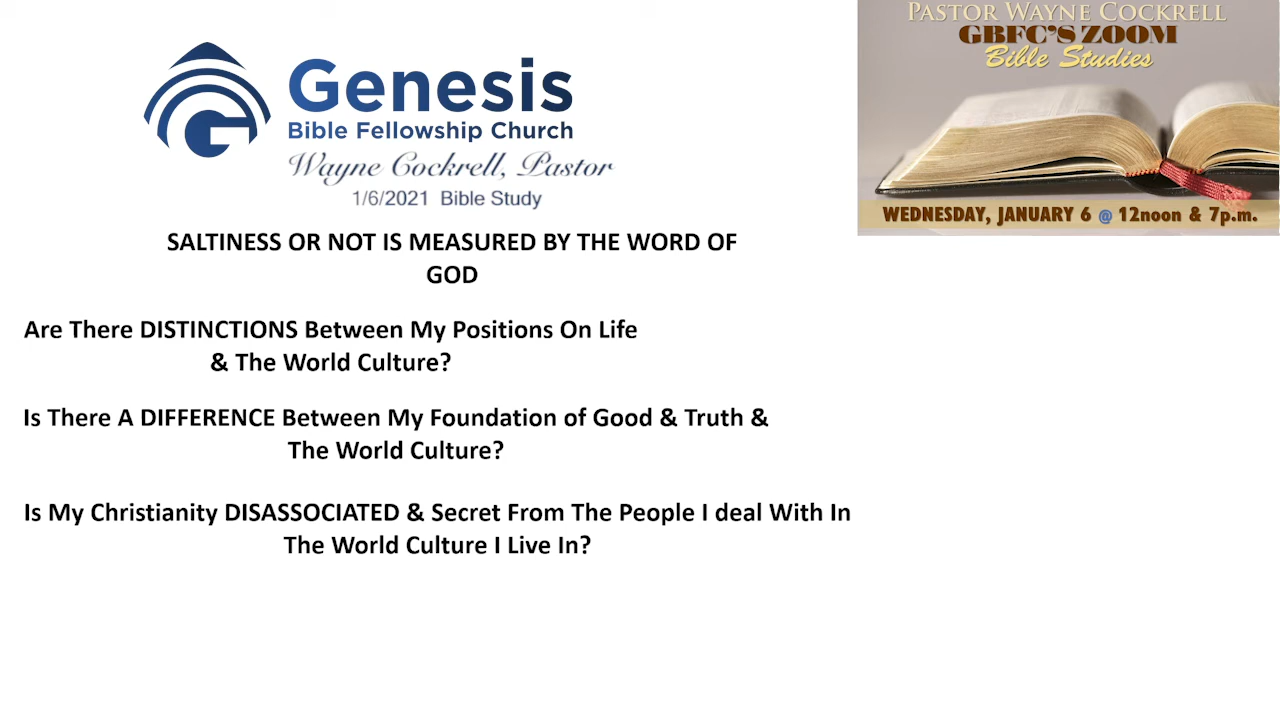 Genesis
Bible Fellowship Church
Wayne Cockrell, Pastor
1/6/2021 Bible Study
PASTOR WAYNE COCKRELL
GBFC'S ZOOM
Bible Studies
WEDNESDAY, JANUARY 6 @ 12noon & 7p.m.
SALTINESS OR NOT IS MEASURED BY THE WORD OF
GOD
Are There DISTINCTIONS Between My Positions On Life
& The World Culture?
Is There A DIFFERENCE Between My Foundation of Good & Truth &
The World Culture?
Is My Christianity DISASSOCIATED & Secret From The People I deal With In
The World Culture I Live In?